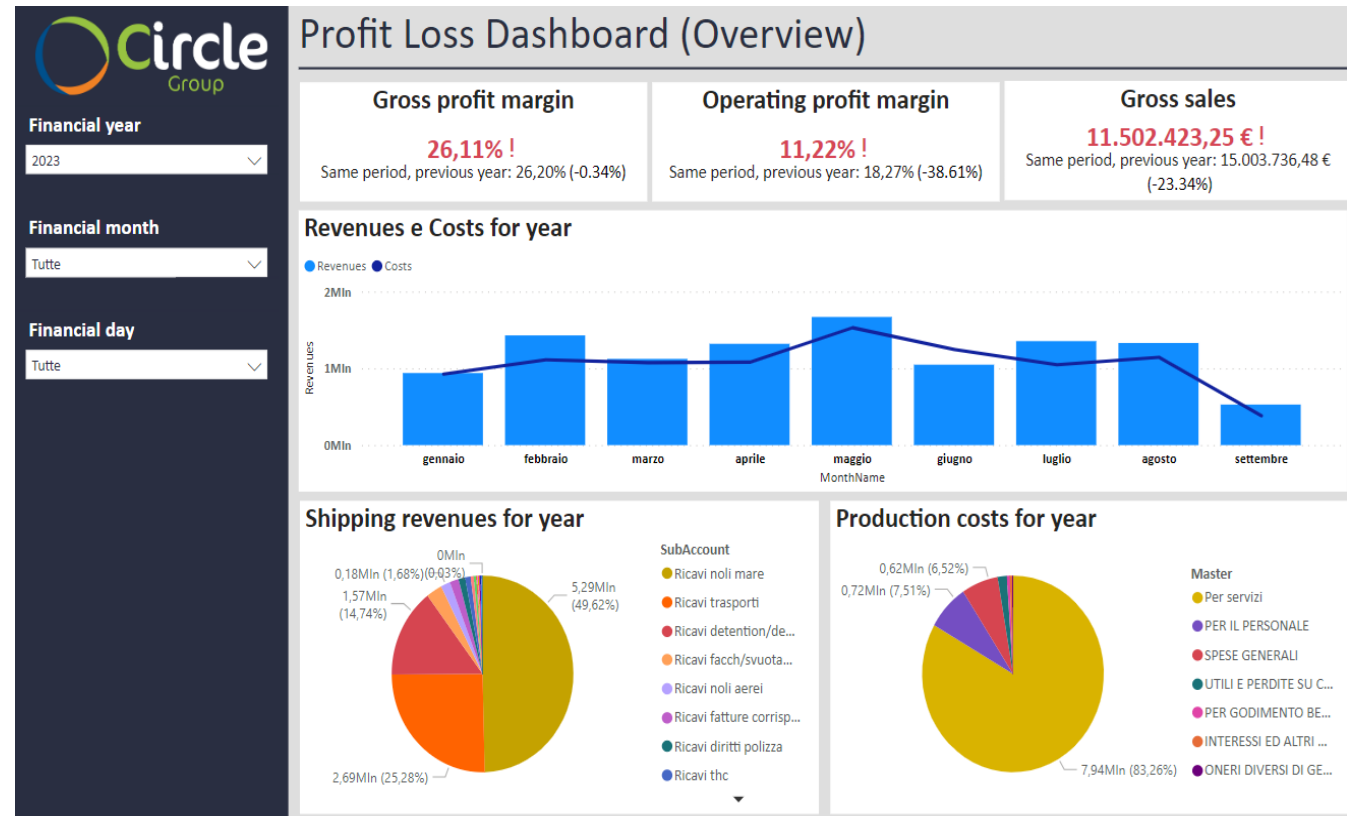 Circle
Group
Financial year
2023
Financial month
Tutte
Financial day
Tutte
Profit Loss Dashboard (Overview)
Gross profit margin
26,11% !
Same period, previous year: 26,20% (-0.34%)
Operating profit margin
11,22% !
Same period, previous year: 18,27% (-38.61%)
Gross sales
11.502.423,25 € !
Same period, previous year: 15.003.736,48 €
(-23.34%)
Revenues e Costs for year
Revenues Costs
2Mln
1Mln
0Mln
Revenues
gennaio febbraio marzo aprile maggio giugno luglio agosto settembre
MonthName
Shipping revenues for year
0Mln
(0,03%)
0,18Mln (1,68%)
1,57Mln
(14,74%)
5,29Mln
(49,62%)
2,69Mln (25,28%)
SubAccount
Ricavi noli mare
Ricavi trasporti
Ricavi detention/de...
Ricavi facch/svuota...
Ricavi noli aerei
Ricavi fatture corrisp...
Ricavi diritti polizza
Ricavi thc
Production costs for year
0,62Mln (6,52%)
0,72Mln (7,51%)
7,94Mln (83,26%)
Master
Per servizi
PER IL PERSONALE
SPESE GENERALI
UTILI E PERDITE SU C...
PER GODIMENTO BE...
INTERESSI ED ALTRI ...
ONERI DIVERSI DI GE...